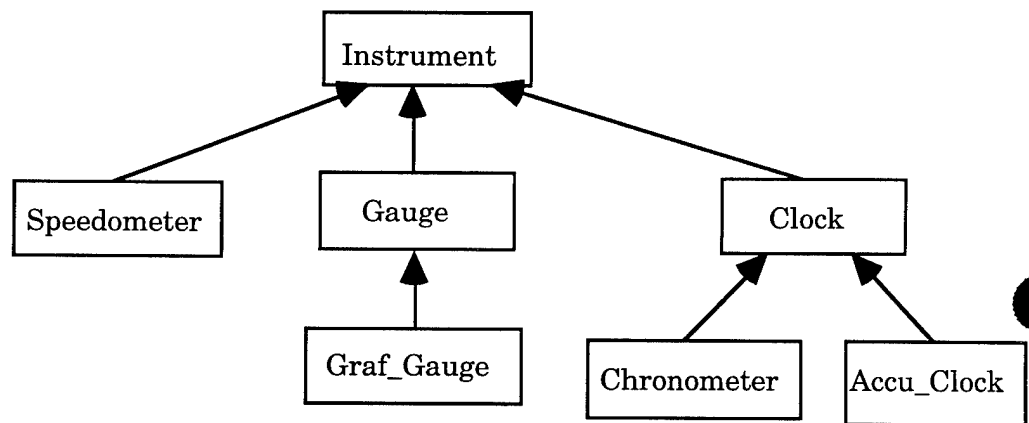 Instrument
Speedometer
Gauge
Clock
Graf_Gauge
Chronometer
Accu_Clock